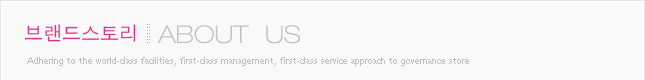 브랜드스토리 ABOUT US
Adhering to the world-class facilities, first-class management, first-class service approach to governance store